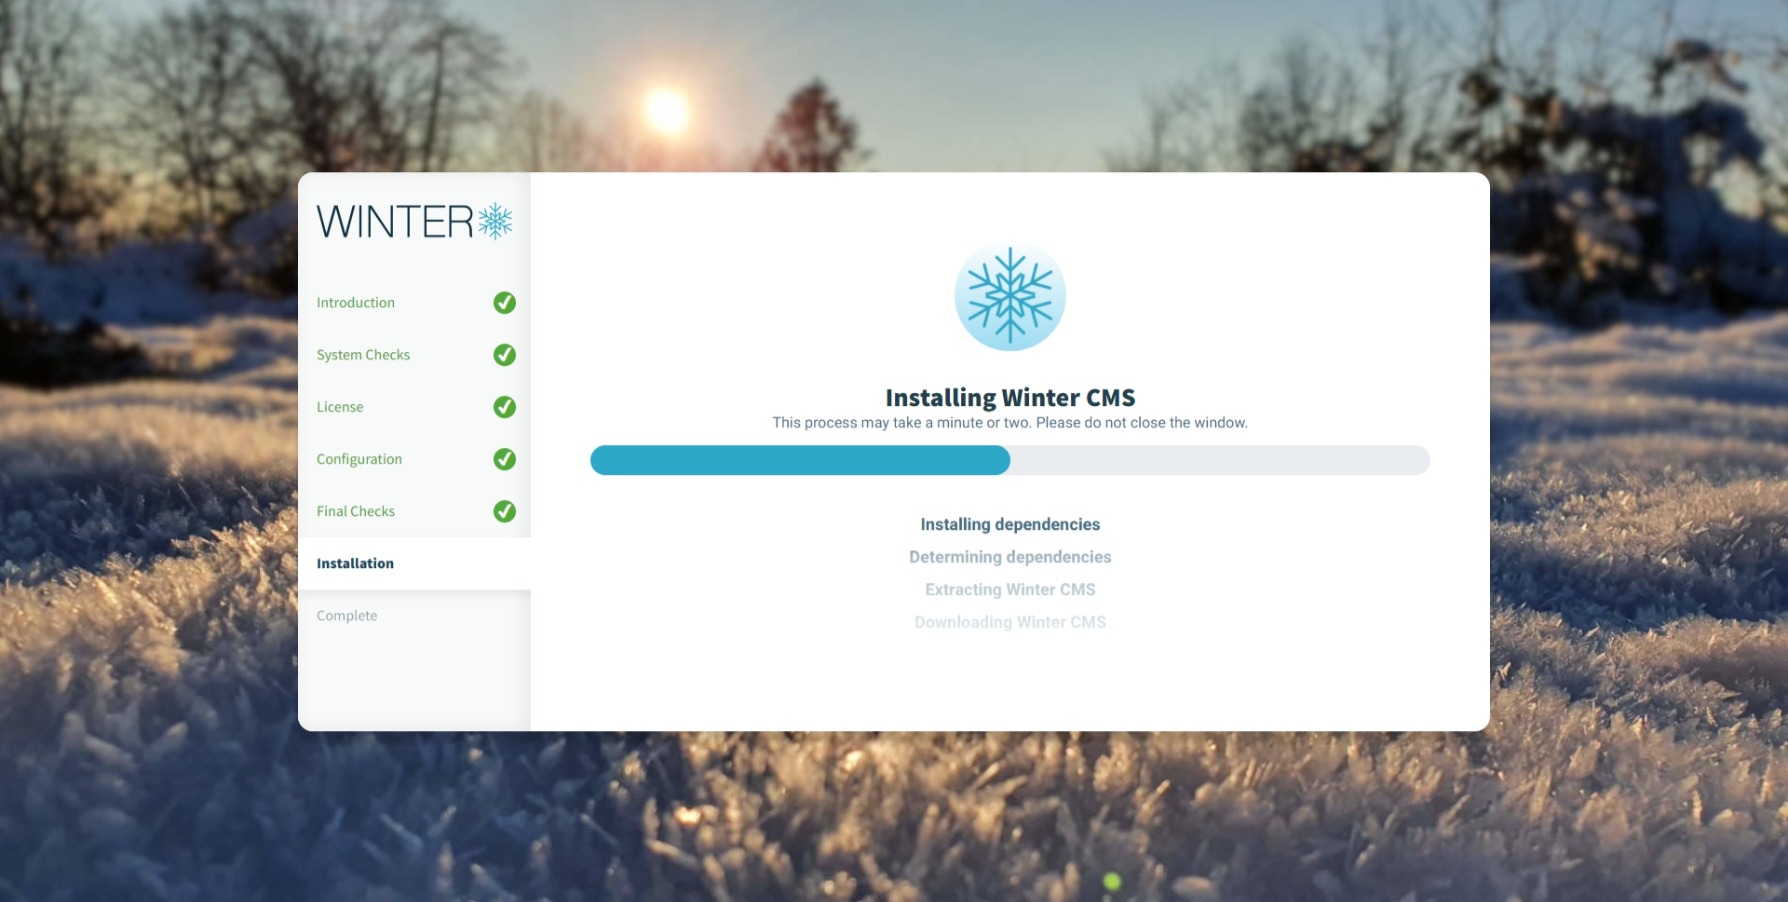 WINTER
Introduction
System Checks
License
Configuration
Final Checks
Installation
Complete
Installing Winter CMS
This process may take a minute or two. Please do not close the window.
Installing dependencies
Determining dependencies
Extracting Winter CMS
Downloading Winter CMS